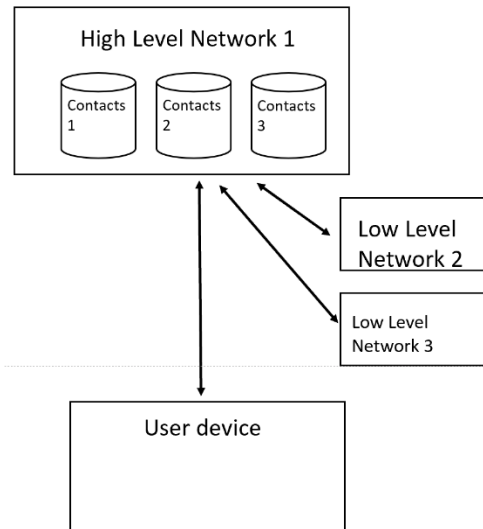 High Level Network 1
Contacts Contacts Contacts
1 2 3
Low Level
Network 2
Low Level
Network 3
User device